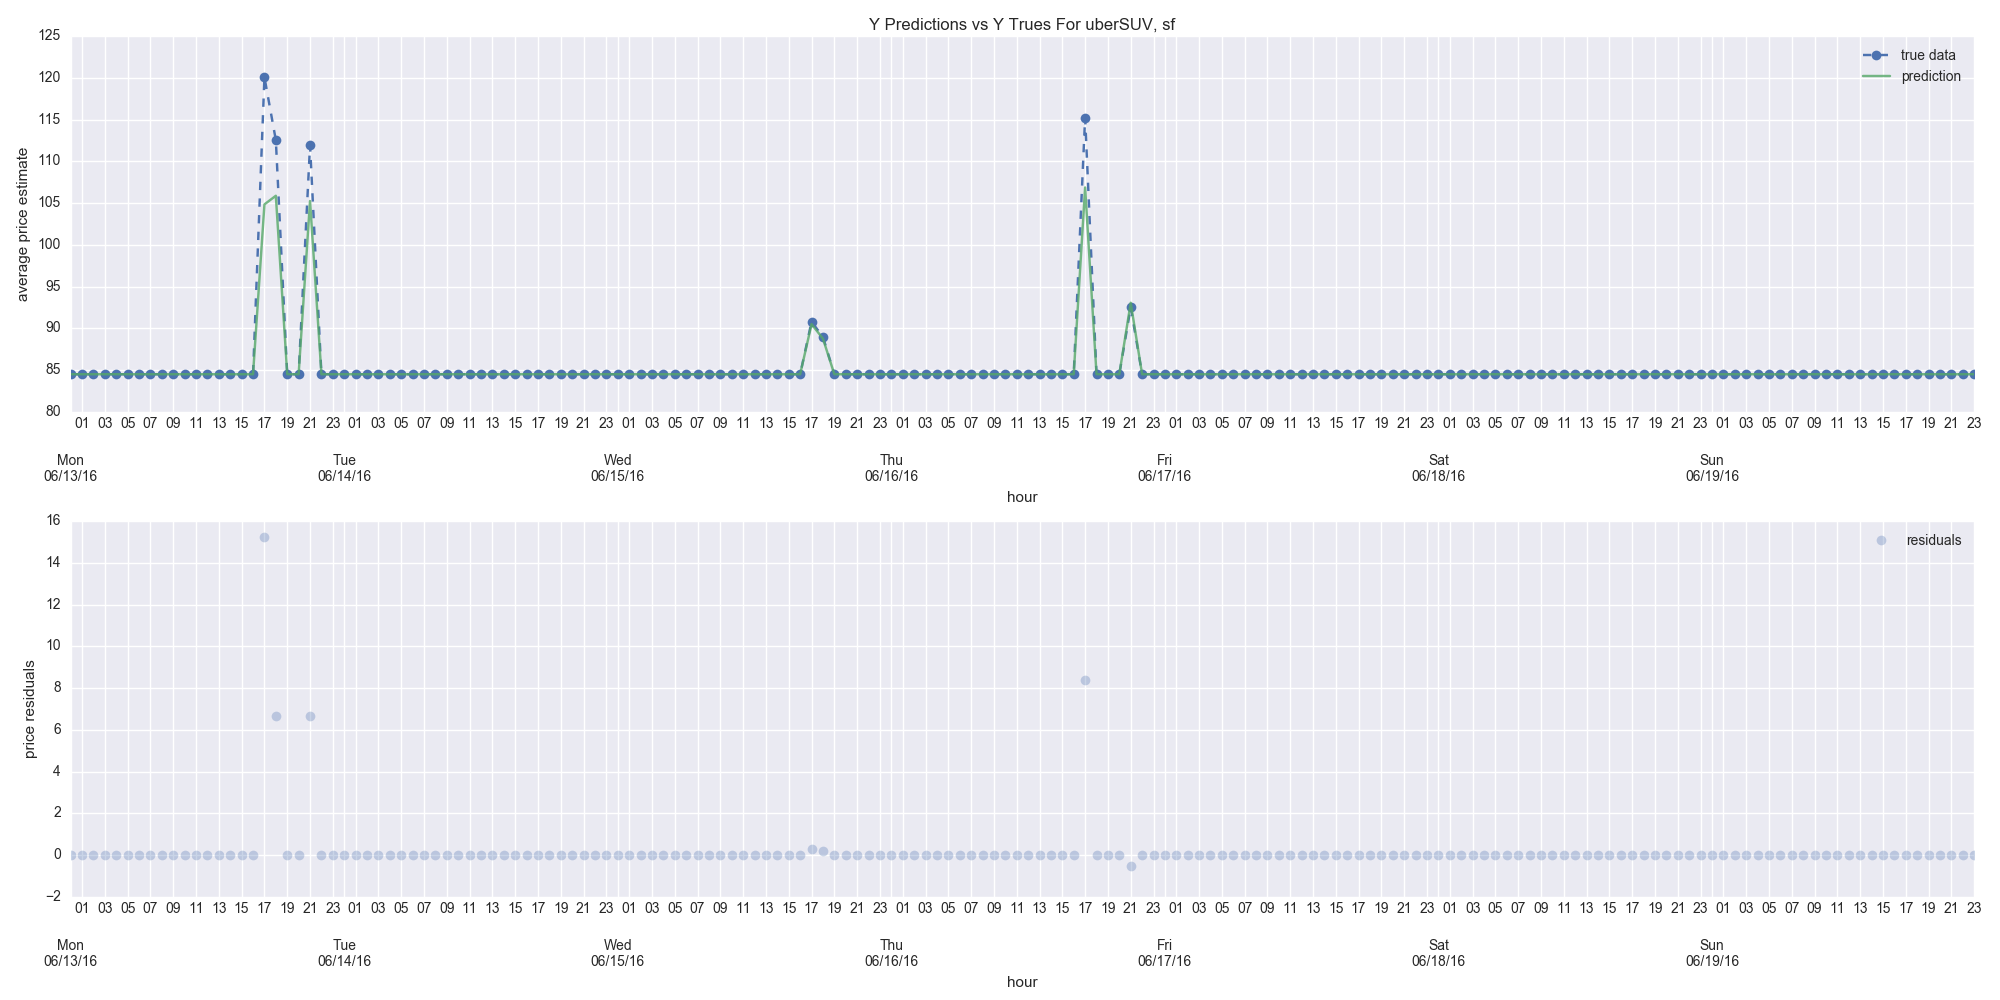 Y Predictions vs Y Trues For uberSUV, sf
125
120
115
110
105
100
95
90
85
80
average price estimate
true data
prediction
01 03 05 07 09 11 13 15 17 19 21 23 01 03 05 07 09 11 13 15 17 19 21 23 01 03 05 07 09 11 13 15 17 19 21 23 01 03 05 07 09 11 13 15 17 19 21 23 01 03 05 07 09 11 13 15 17 19 21 23 01 03 05 07 09 11 13 15 17 19 21 23 01 03 05 07 09 11 13 15 17 19 21 23
Mon Tue Wed Thu Fri Sat Sun
06/13/16 06/14/16 06/15/16 06/16/16 06/17/16 06/18/16 06/19/16
hour
16
14
12
10
8
6
4
2
0
−2
price residuals
residuals
01 03 05 07 09 11 13 15 17 19 21 23 01 03 05 07 09 11 13 15 17 19 21 23 01 03 05 07 09 11 13 15 17 19 21 23 01 03 05 07 09 11 13 15 17 19 21 23 01 03 05 07 09 11 13 15 17 19 21 23 01 03 05 07 09 11 13 15 17 19 21 23 01 03 05 07 09 11 13 15 17 19 21 23
Mon Tue Wed Thu Fri Sat Sun
06/13/16 06/14/16 06/15/16 06/16/16 06/17/16 06/18/16 06/19/16
hour